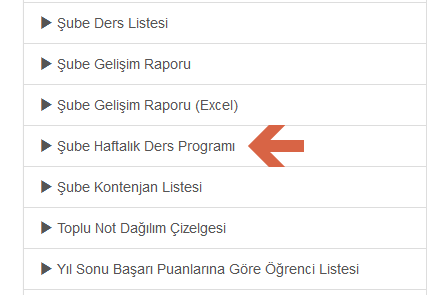 Şube Ders Listesi
Şube Gelişim Raporu
Şube Gelişim Raporu (Excel)
Şube Haftalık Ders Programı
Şube Kontenjan Listesi
Toplu Not Dağılım Çizelgesi
Yıl Sonu Başarı Puanlarına Göre Öğrenci Listesi